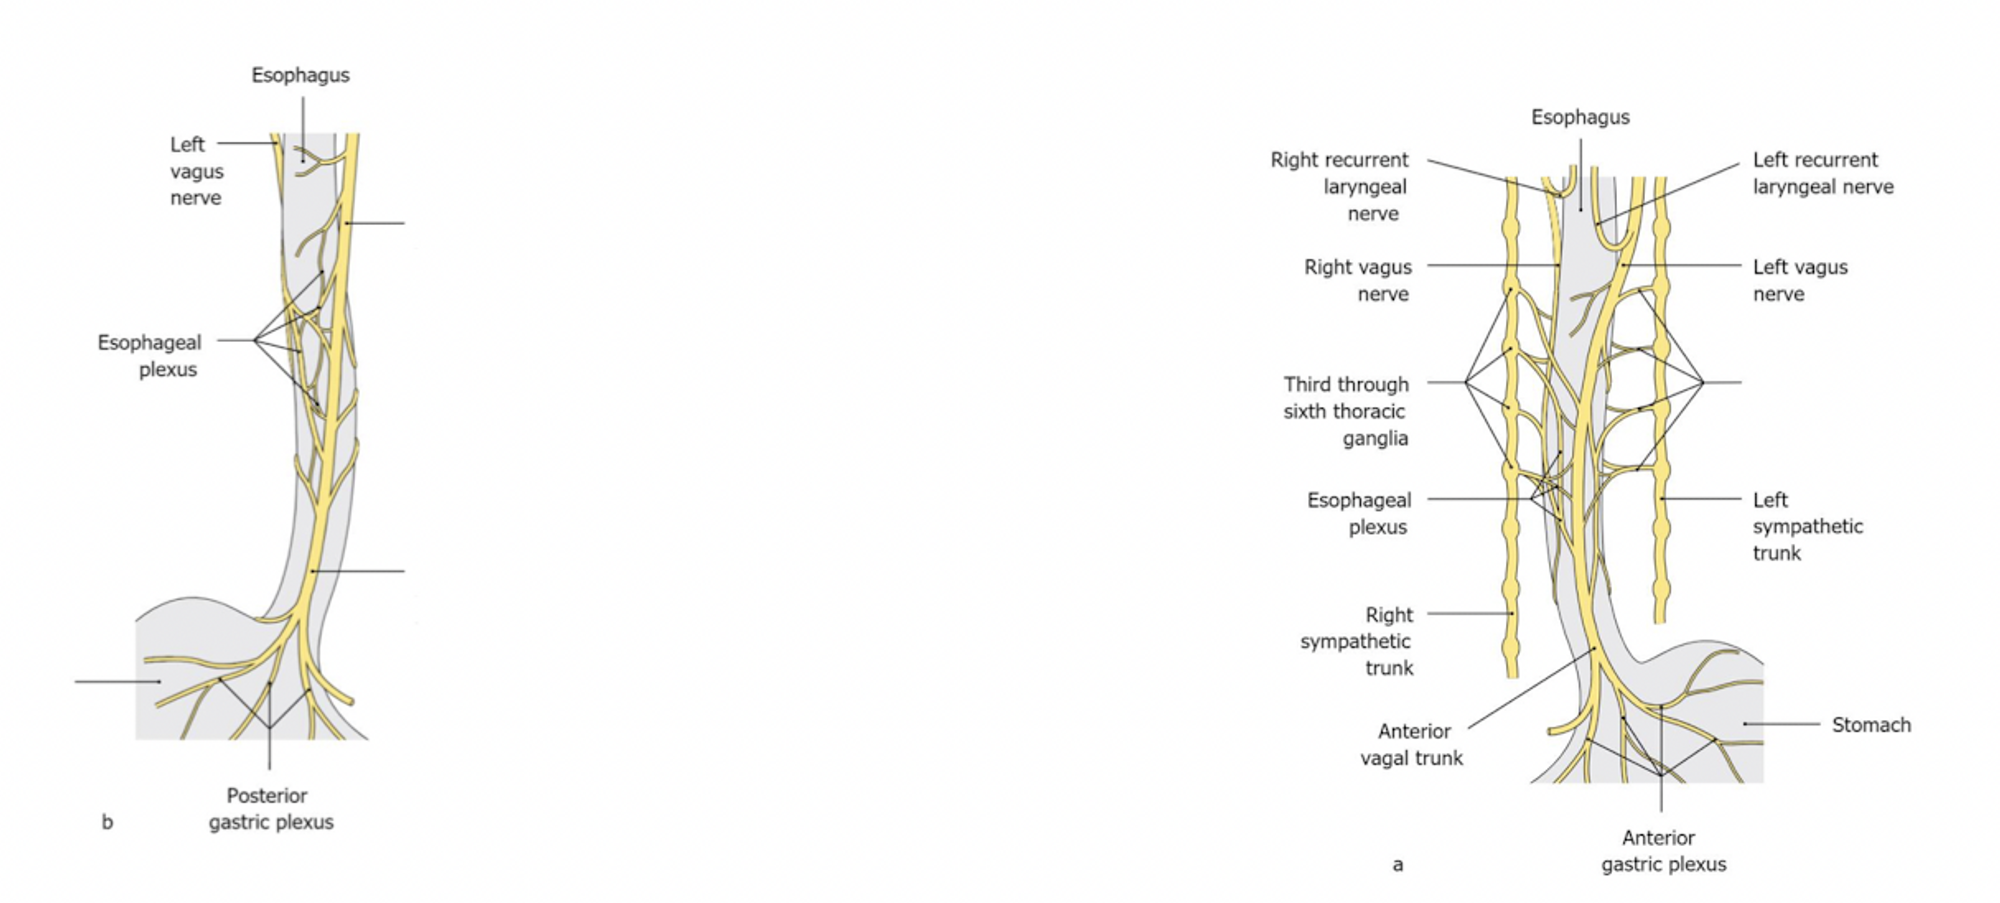 Esophagus
Left
vagus
nerve
Esophageal
plexus
Posterior
gastric plexus
b
Esophagus
Right recurrent
laryngeal
nerve
Left recurrent
laryngeal nerve
Right vagus
nerve
Left vagus
nerve
Third through
sixth thoracic
ganglia
Esophageal
plexus
Left
sympathetic
trunk
Right
sympathetic
trunk
Anterior
vagal trunk
Stomach
Anterior
gastric plexus
a